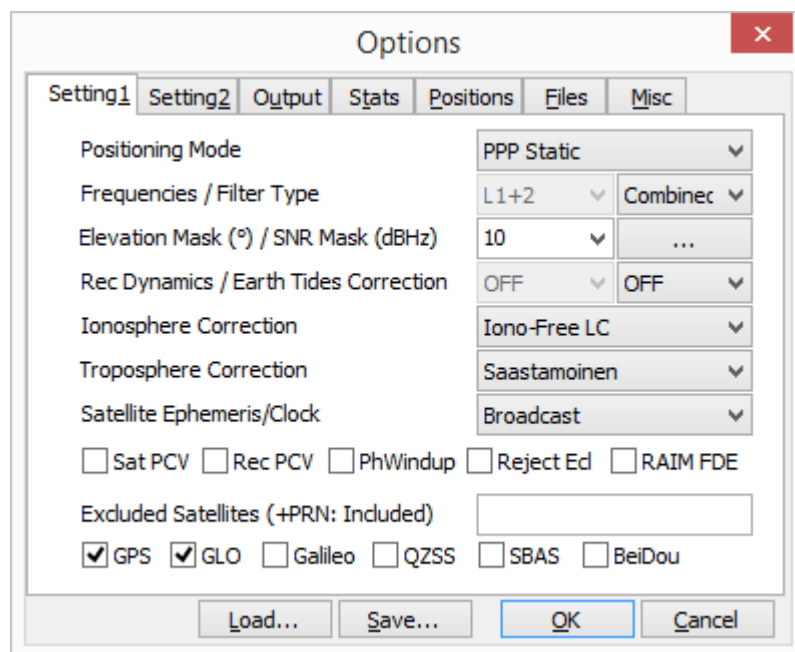 Options
Setting1 Setting2 Output Stats Positions Files Misc
Positioning Mode PPP Static
Frequencies / Filter Type L1+2 Combined
Elevation Mask (°) / SNR Mask (dBHz) 10 ...
Rec Dynamics / Earth Tides Correction OFF OFF
Ionosphere Correction Iono-Free LC
Troposphere Correction Saastamoinen
Satellite Ephemeris/Clock Broadcast
Sat PCV Rec PCV PhWindup Reject Ecl RAIM FDE
Excluded Satellites (+PRN: Included)
GPS GLO Galileo QZSS SBAS BeiDou
Load... Save... OK Cancel